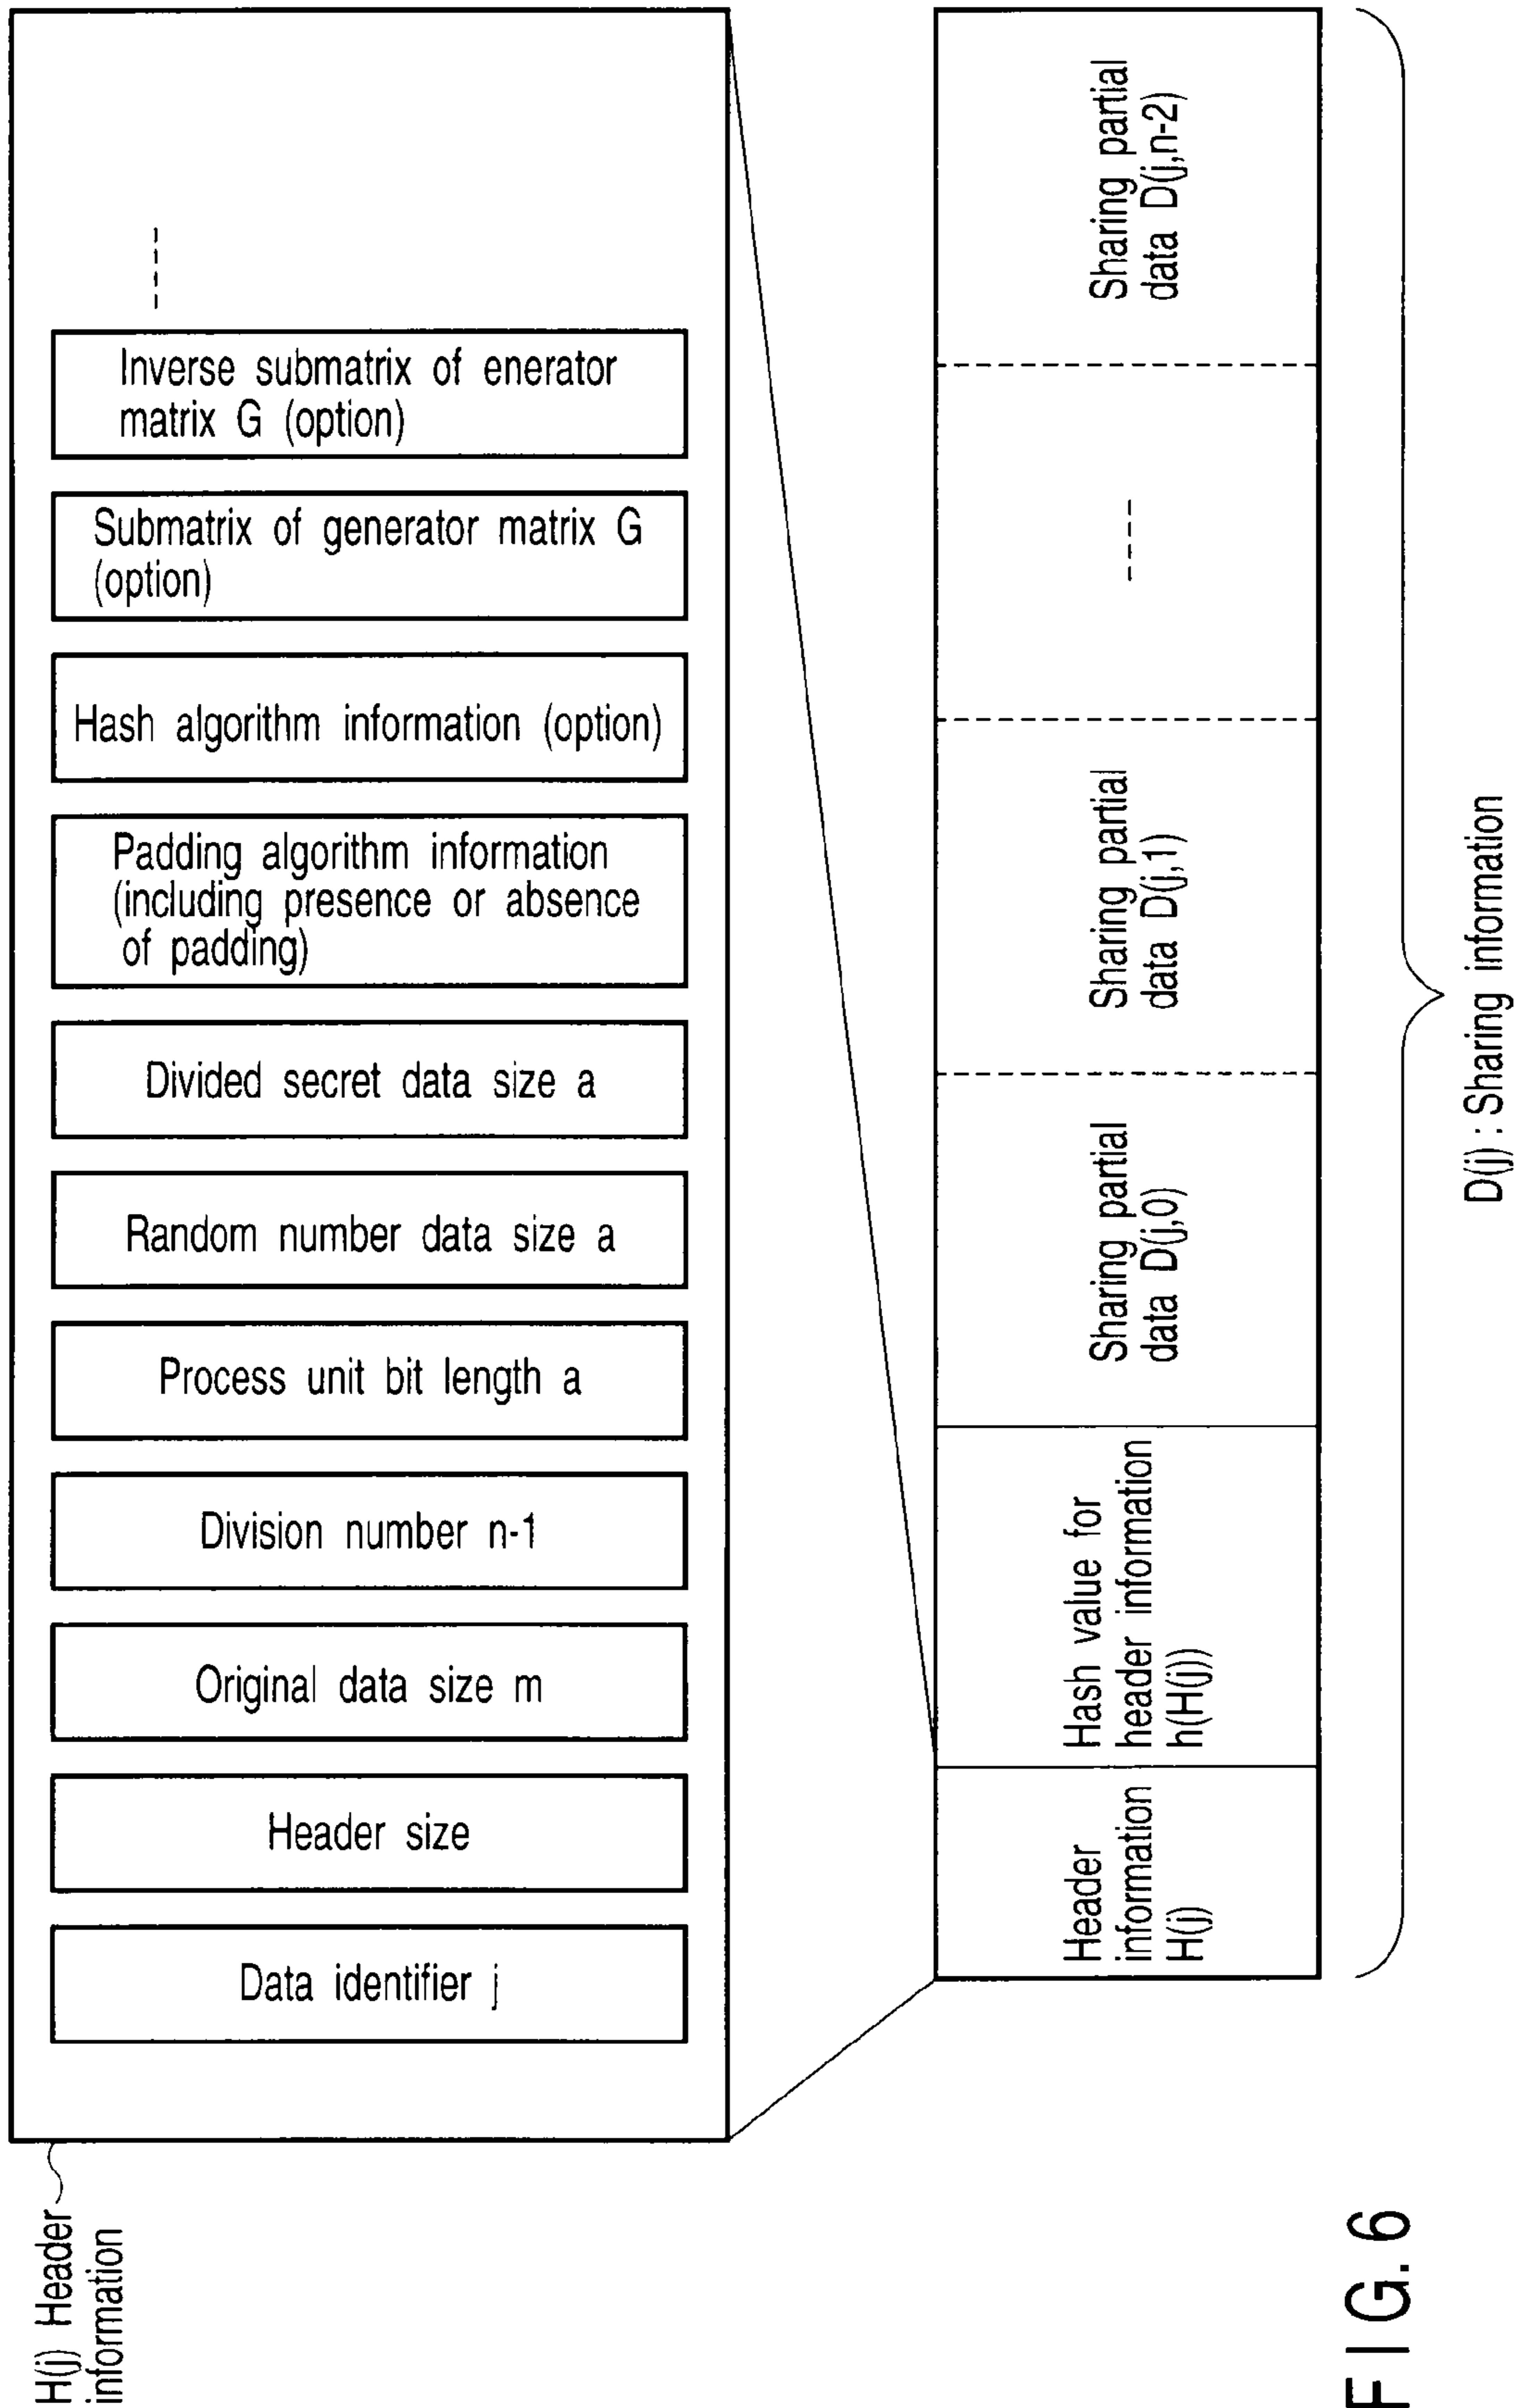 H(j) Header
information
Data identifier j
Header size
Original data size m
Division number n-1
Process unit bit length a
Random number data size a
Divided secret data size a
Padding algorithm information
(including presence or absence
of padding)
Hash algorithm information (option)
Submatrix of generator matrix G
(option)
Inverse submatrix of enerator
matrix G (option)
Header
information
H(j)
Hash value for
header information
h(H(j))
Sharing partial
data D(j,0)
Sharing partial
data D(j,1)
Sharing partial
data D(j,n-2)
D(j) : Sharing information
FIG. 6